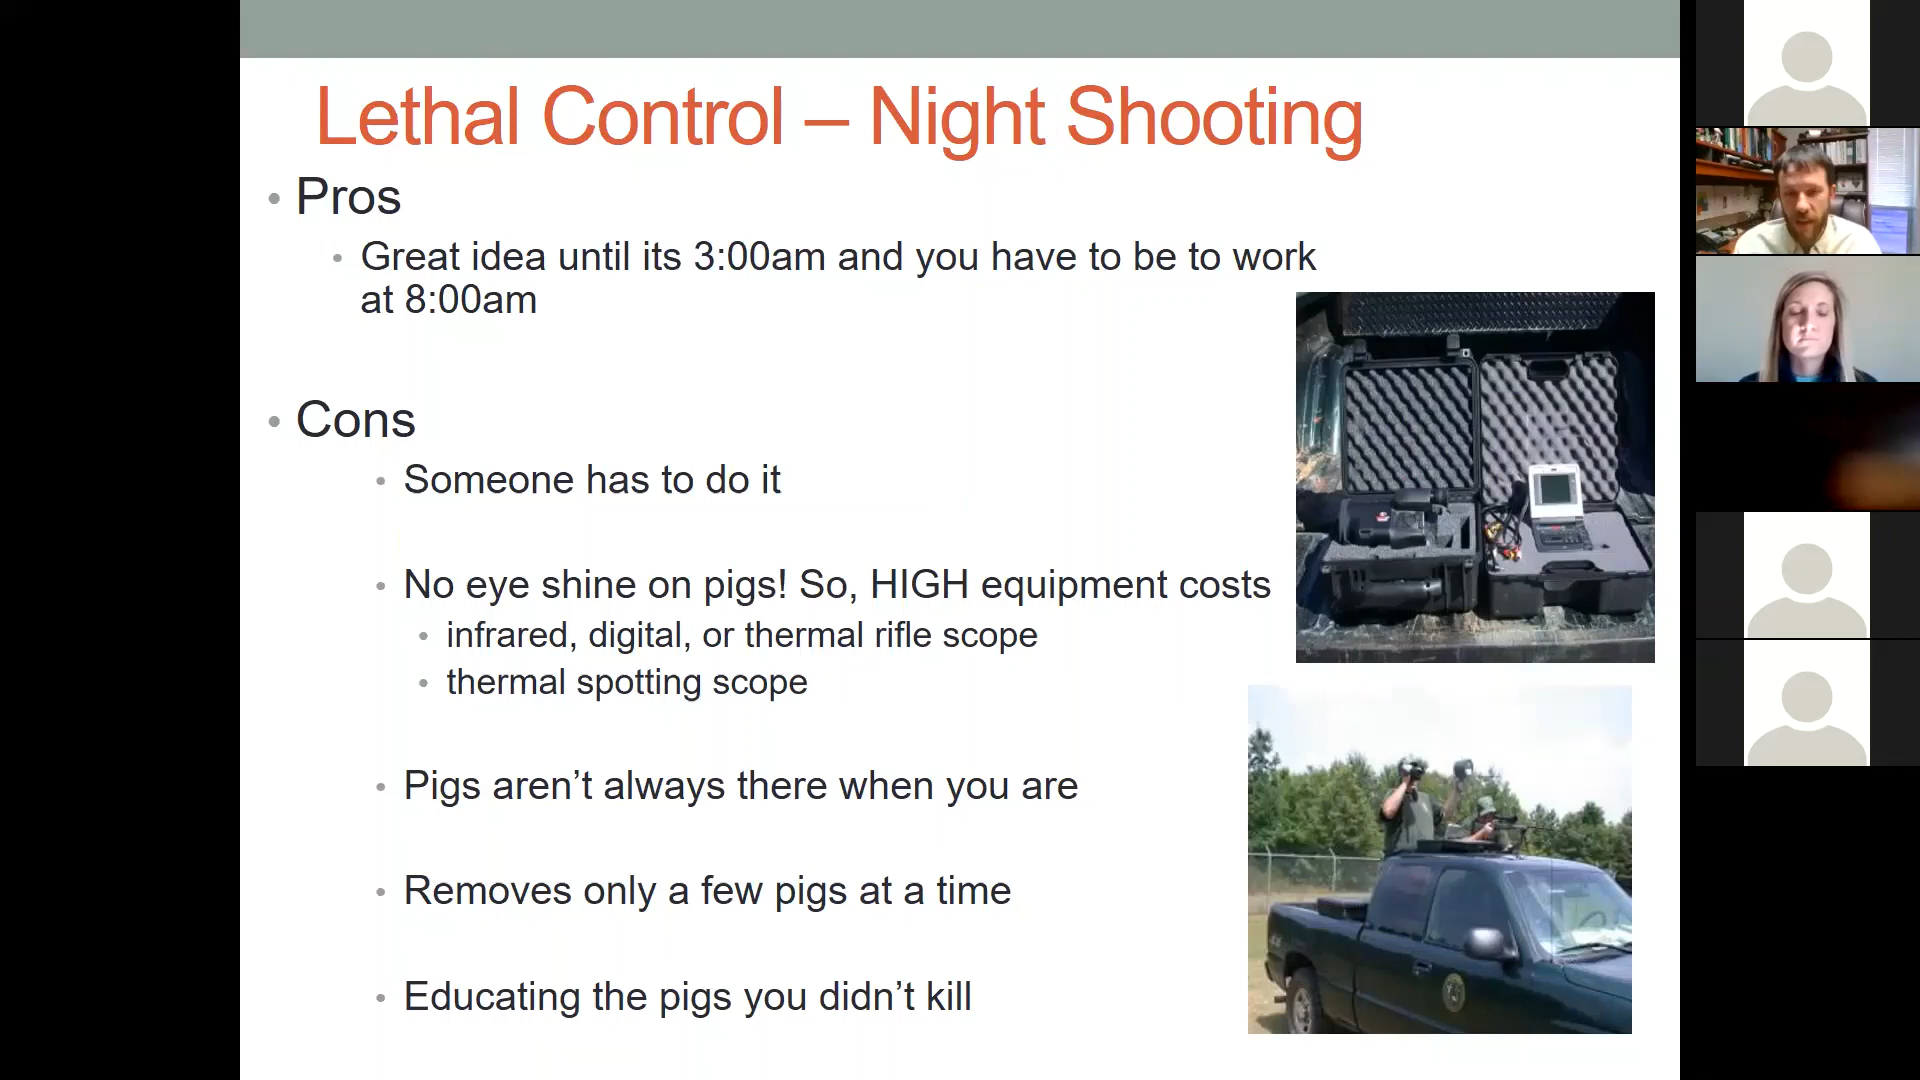 Lethal Control – Night Shooting
• Pros
• Great idea until its 3:00am and you have to be to work
at 8:00am
• Cons
• Someone has to do it
• No eye shine on pigs! So, HIGH equipment costs
• infrared, digital, or thermal rifle scope
• thermal spotting scope
• Pigs aren’t always there when you are
• Removes only a few pigs at a time
• Educating the pigs you didn’t kill